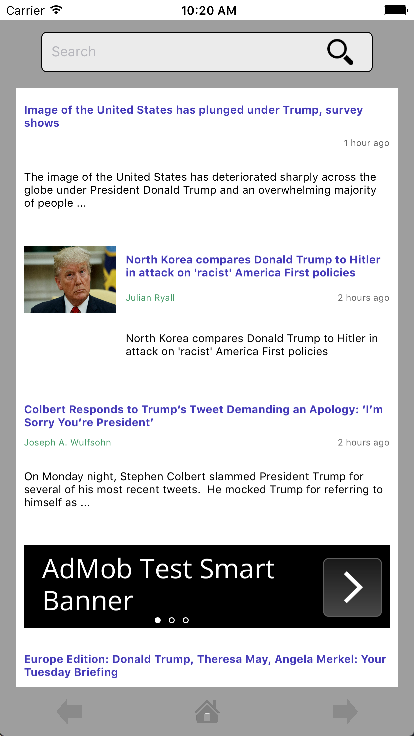 Carrier 10:20 AM
Search
Image of the United States has plunged under Trump, survey
shows
1 hour ago
The image of the United States has deteriorated sharply across the
globe under President Donald Trump and an overwhelming majority
of people ...
North Korea compares Donald Trump to Hitler
in attack on 'racist' America First policies
Julian Ryall 2 hours ago
North Korea compares Donald Trump to Hitler in
attack on 'racist' America First policies
Colbert Responds to Trump’s Tweet Demanding an Apology: ‘I’m
Sorry You’re President’
Joseph A. Wulfsohn 2 hours ago
On Monday night, Stephen Colbert slammed President Trump for
several of his most recent tweets.  He mocked Trump for referring to
himself as ...
AdMob Test Smart
Banner
Europe Edition: Donald Trump, Theresa May, Angela Merkel: Your
Tuesday Briefing